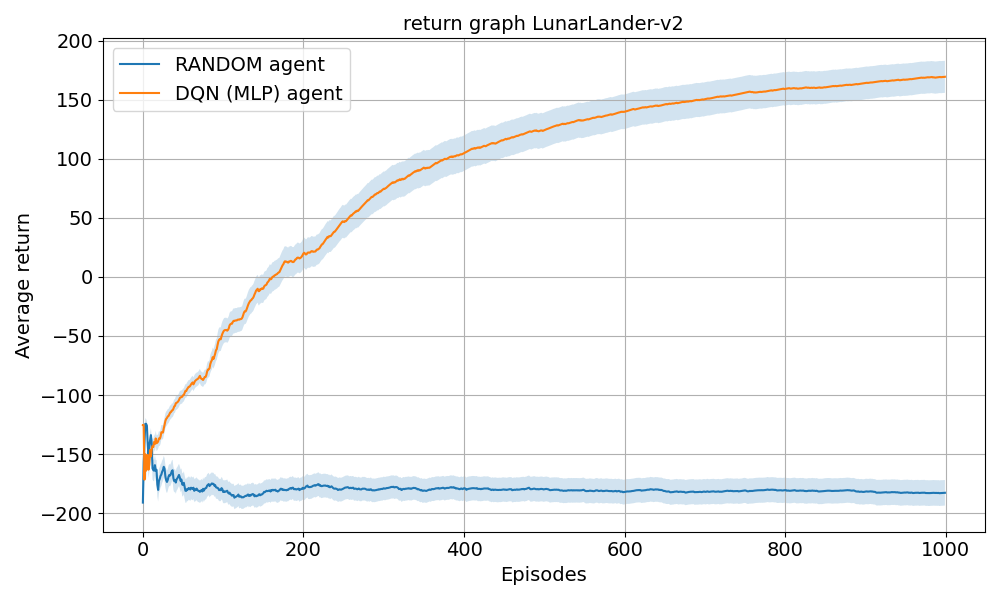 return graph LunarLander-v2
RANDOM agent
DQN (MLP) agent
Average return
200
150
100
50
0
−50
−100
−150
−200
0 200 400 600 800 1000
Episodes